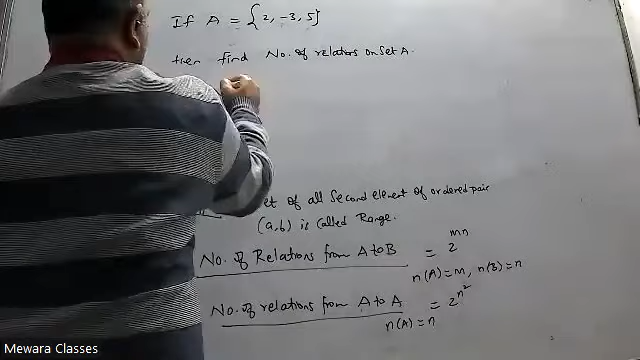 If A = {2, -3, 5}
then find No. of relations on Set A.
et of all Second element of ordered pair
(a,b) is called Range.
No. of Relations from A to B = 2^mn
n(A)=m, n(B)=n
No. of relations from A to A = 2^n²
n(A)=n
Mewara Classes